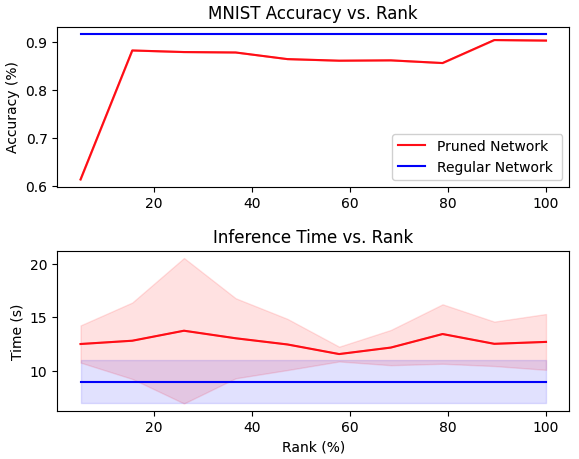 MNIST Accuracy vs. Rank
Accuracy (%)
0.9
0.8
0.7
0.6
Pruned Network
Regular Network
20
40
60
80
100
Inference Time vs. Rank
Time (s)
20
15
10
20
40
60
80
100
Rank (%)